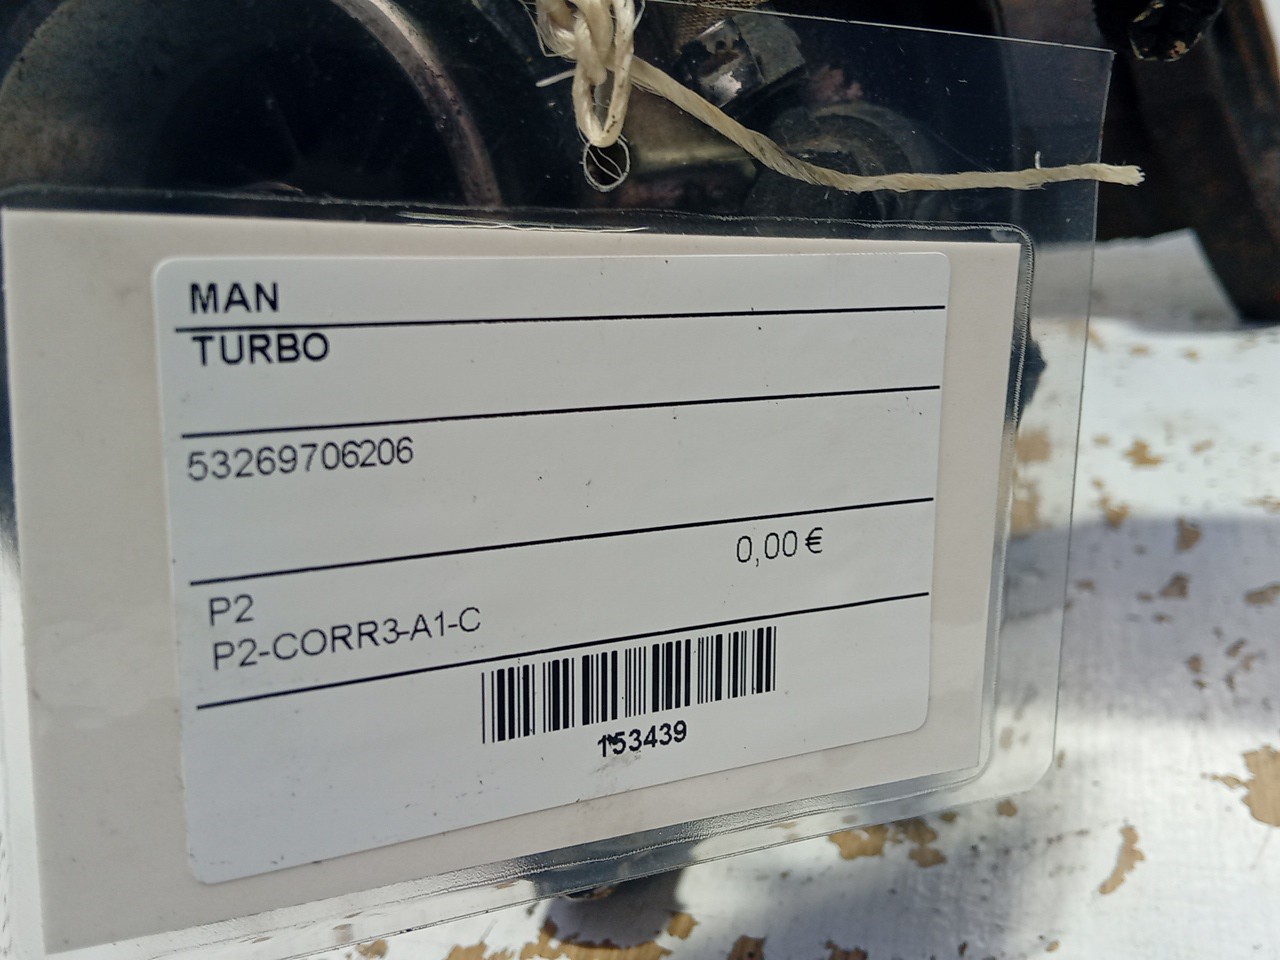 MAN
TURBO
53269706206
0,00 €
P2
P2-CORR3-A1-C
153439